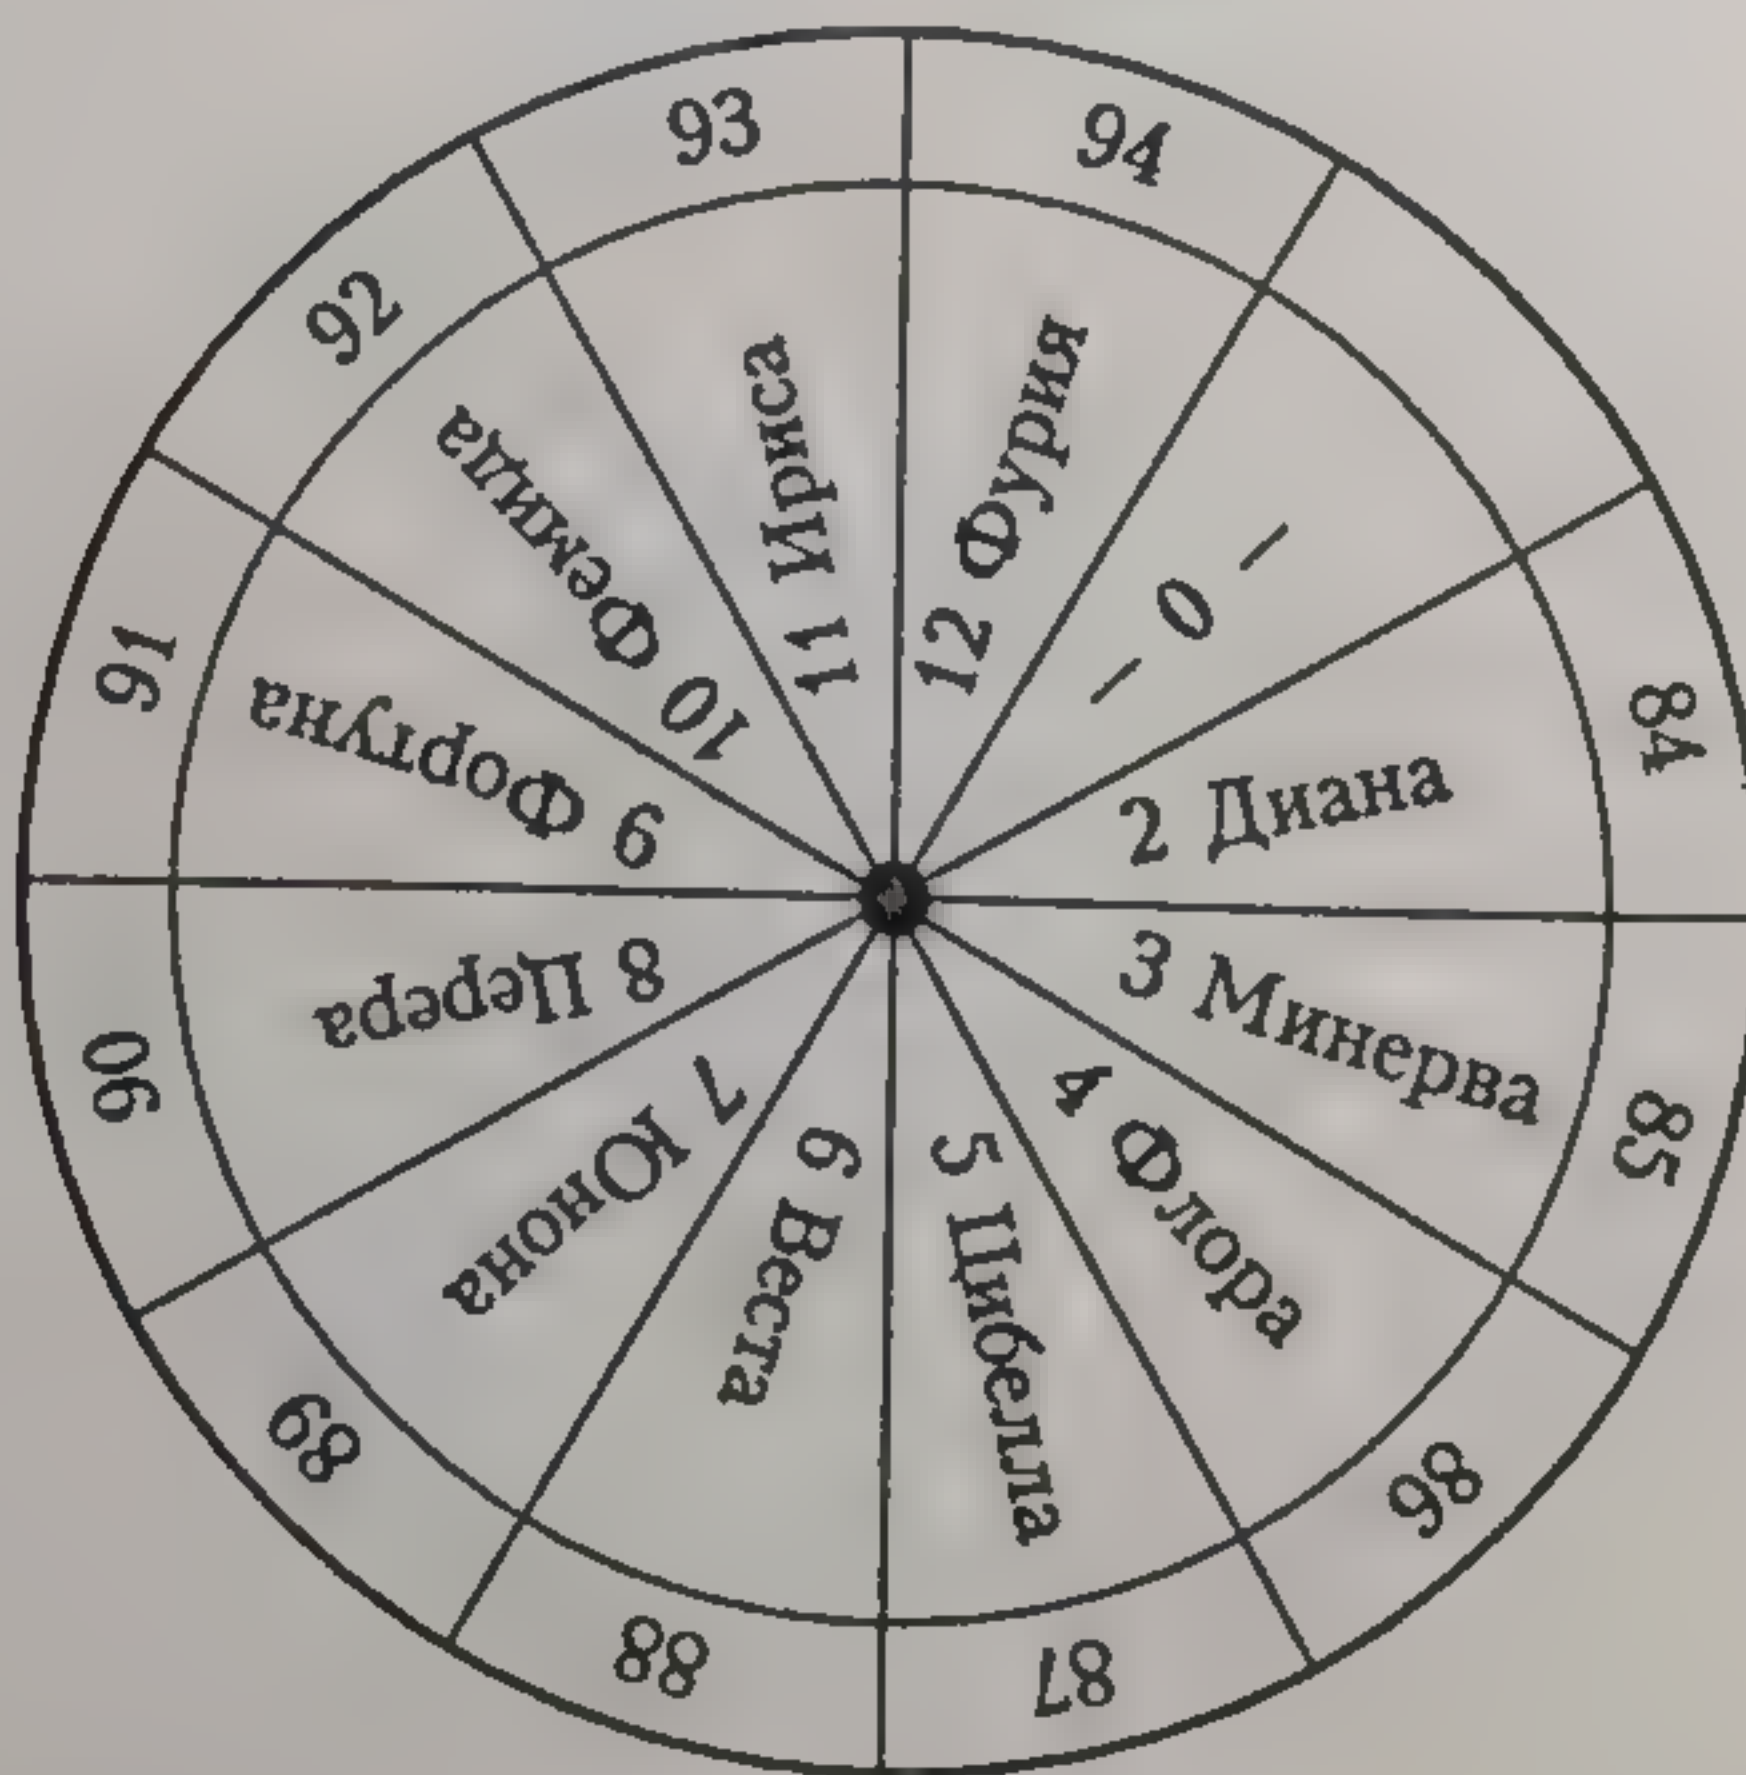 93
94
92
11 Ириса
12 Фурия
10 Фемида
– 0 –
91
84
9 Фортуна
2 Диана
8 Церера
3 Минерва
90
85
7 Юнона
4 Флора
6 Веста
5 Цибелла
89
86
88
87